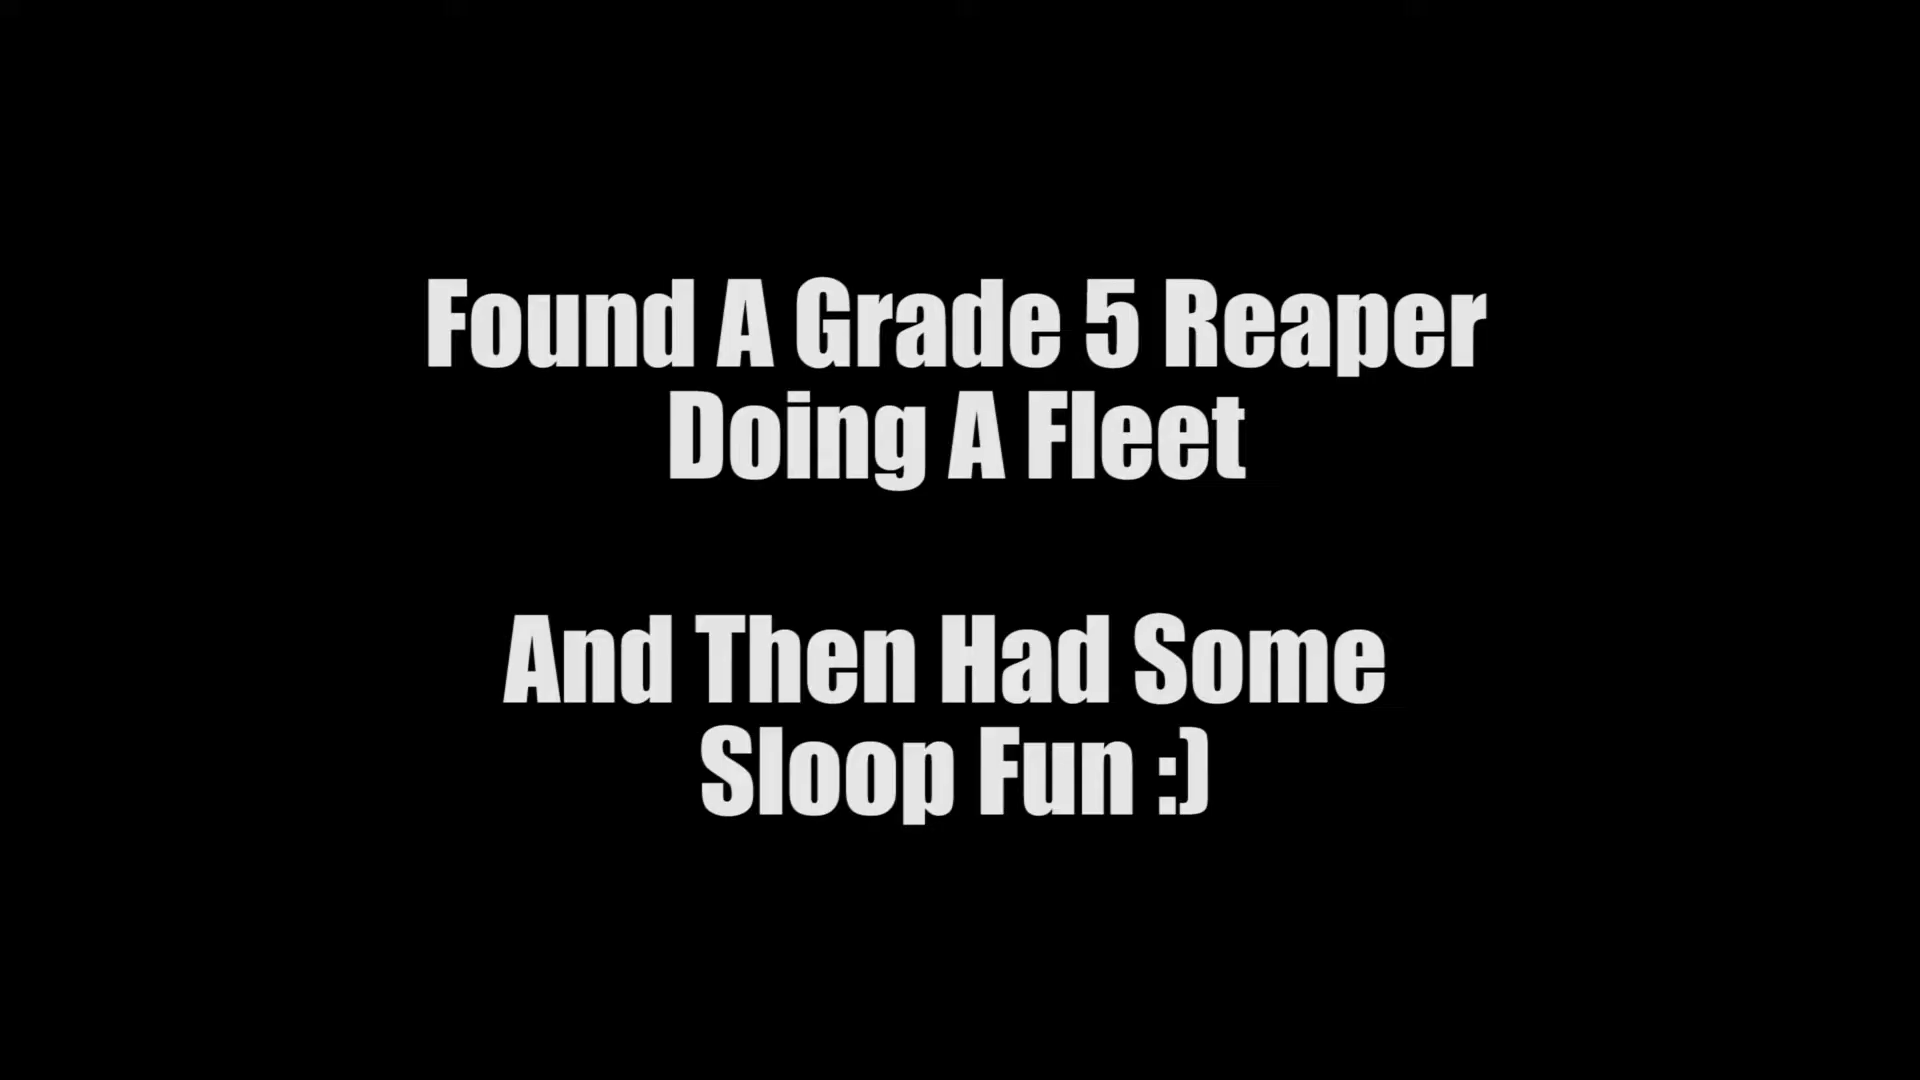 Found A Grade 5 Reaper
Doing A Fleet
And Then Had Some
Sloop Fun :)